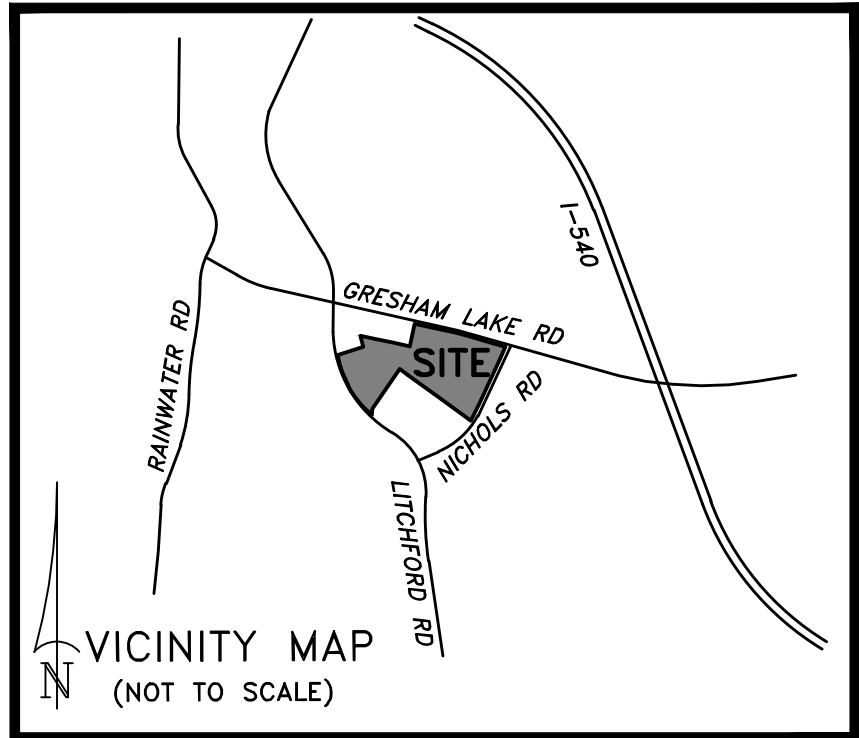 I-540
GRESHAM LAKE RD
RAINWATER RD
SITE
NICHOLS RD
LITCHFORD RD
VICINITY MAP
N
(NOT TO SCALE)